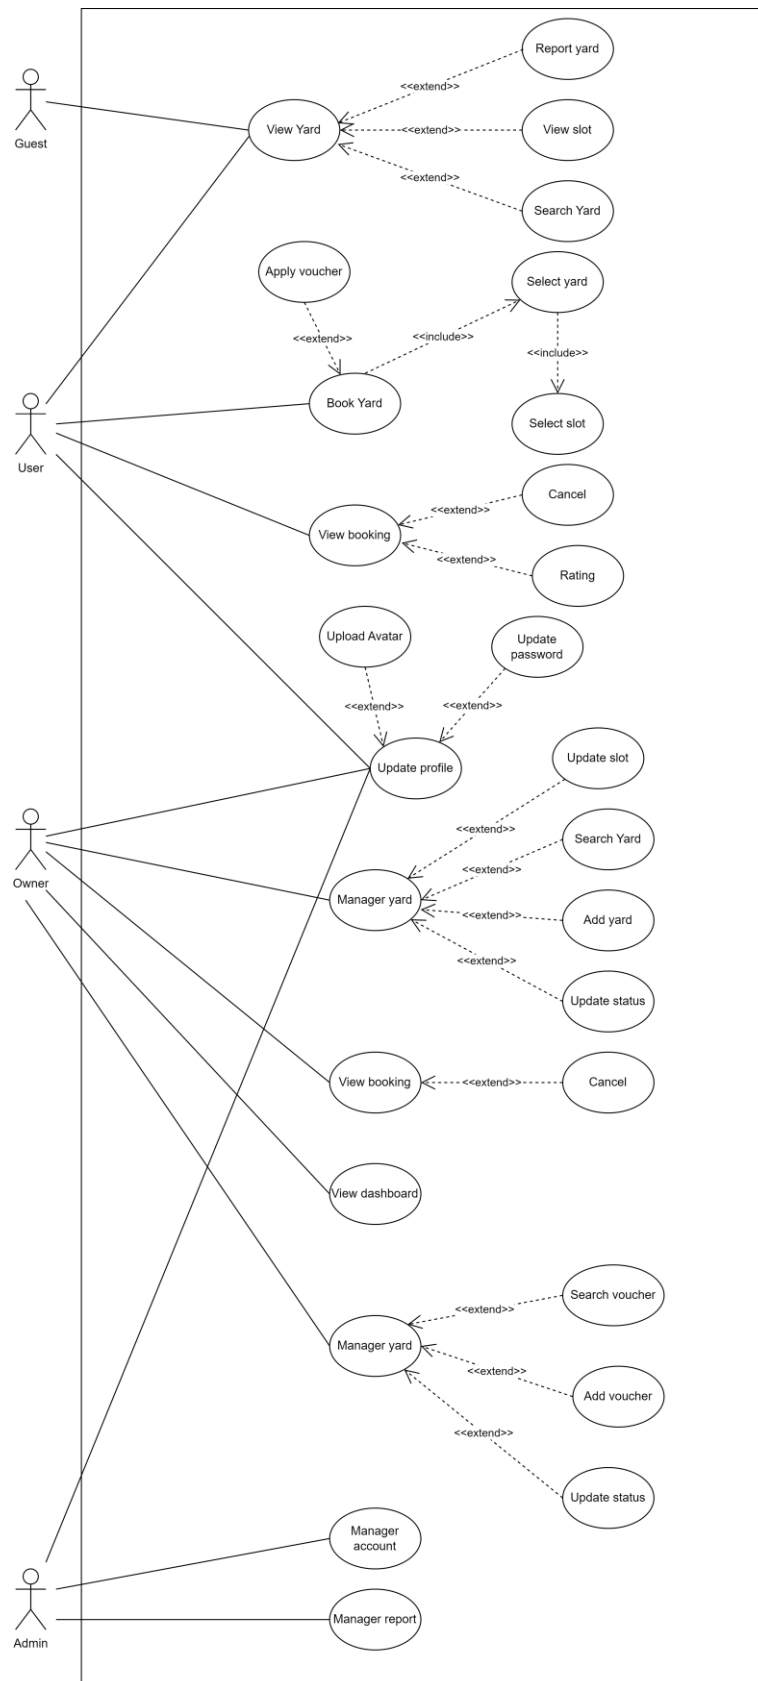 Report yard
<<extend>>
Guest
View Yard
<<extend>>
View slot
<<extend>>
Search Yard
Apply voucher
Select yard
<<extend>>
<<include>>
<<include>>
Book Yard
Select slot
User
Cancel
<<extend>>
View booking
<<extend>>
Rating
Upload Avatar
Update
password
<<extend>>
<<extend>>
Update profile
Update slot
<<extend>>
Search Yard
<<extend>>
Owner
Manager yard
<<extend>>
Add yard
<<extend>>
Update status
View booking
<<extend>>
Cancel
View dashboard
Search voucher
<<extend>>
Manager yard
<<extend>>
Add voucher
<<extend>>
Update status
Manager
account
Admin
Manager report